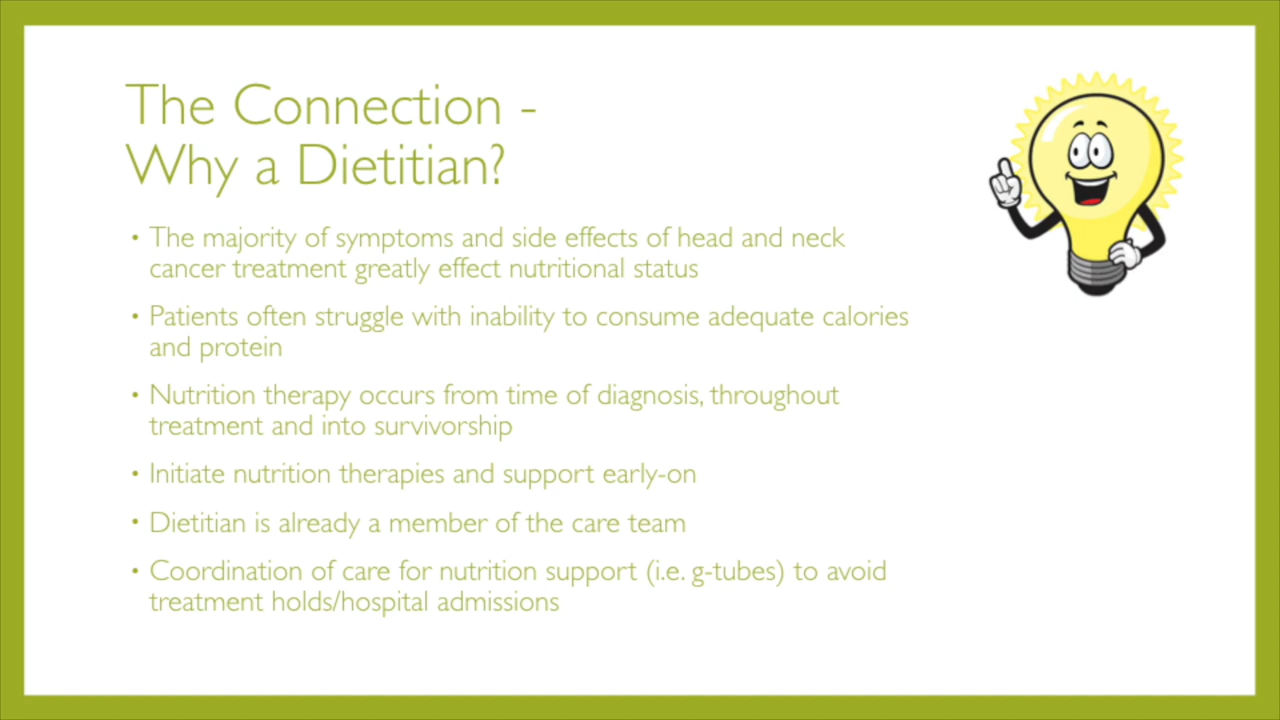 The Connection -
Why a Dietitian?
• The majority of symptoms and side effects of head and neck
cancer treatment greatly effect nutritional status
• Patients often struggle with inability to consume adequate calories
and protein
• Nutrition therapy occurs from time of diagnosis, throughout
treatment and into survivorship
• Initiate nutrition therapies and support early-on
• Dietitian is already a member of the care team
• Coordination of care for nutrition support (i.e. g-tubes) to avoid
treatment holds/hospital admissions